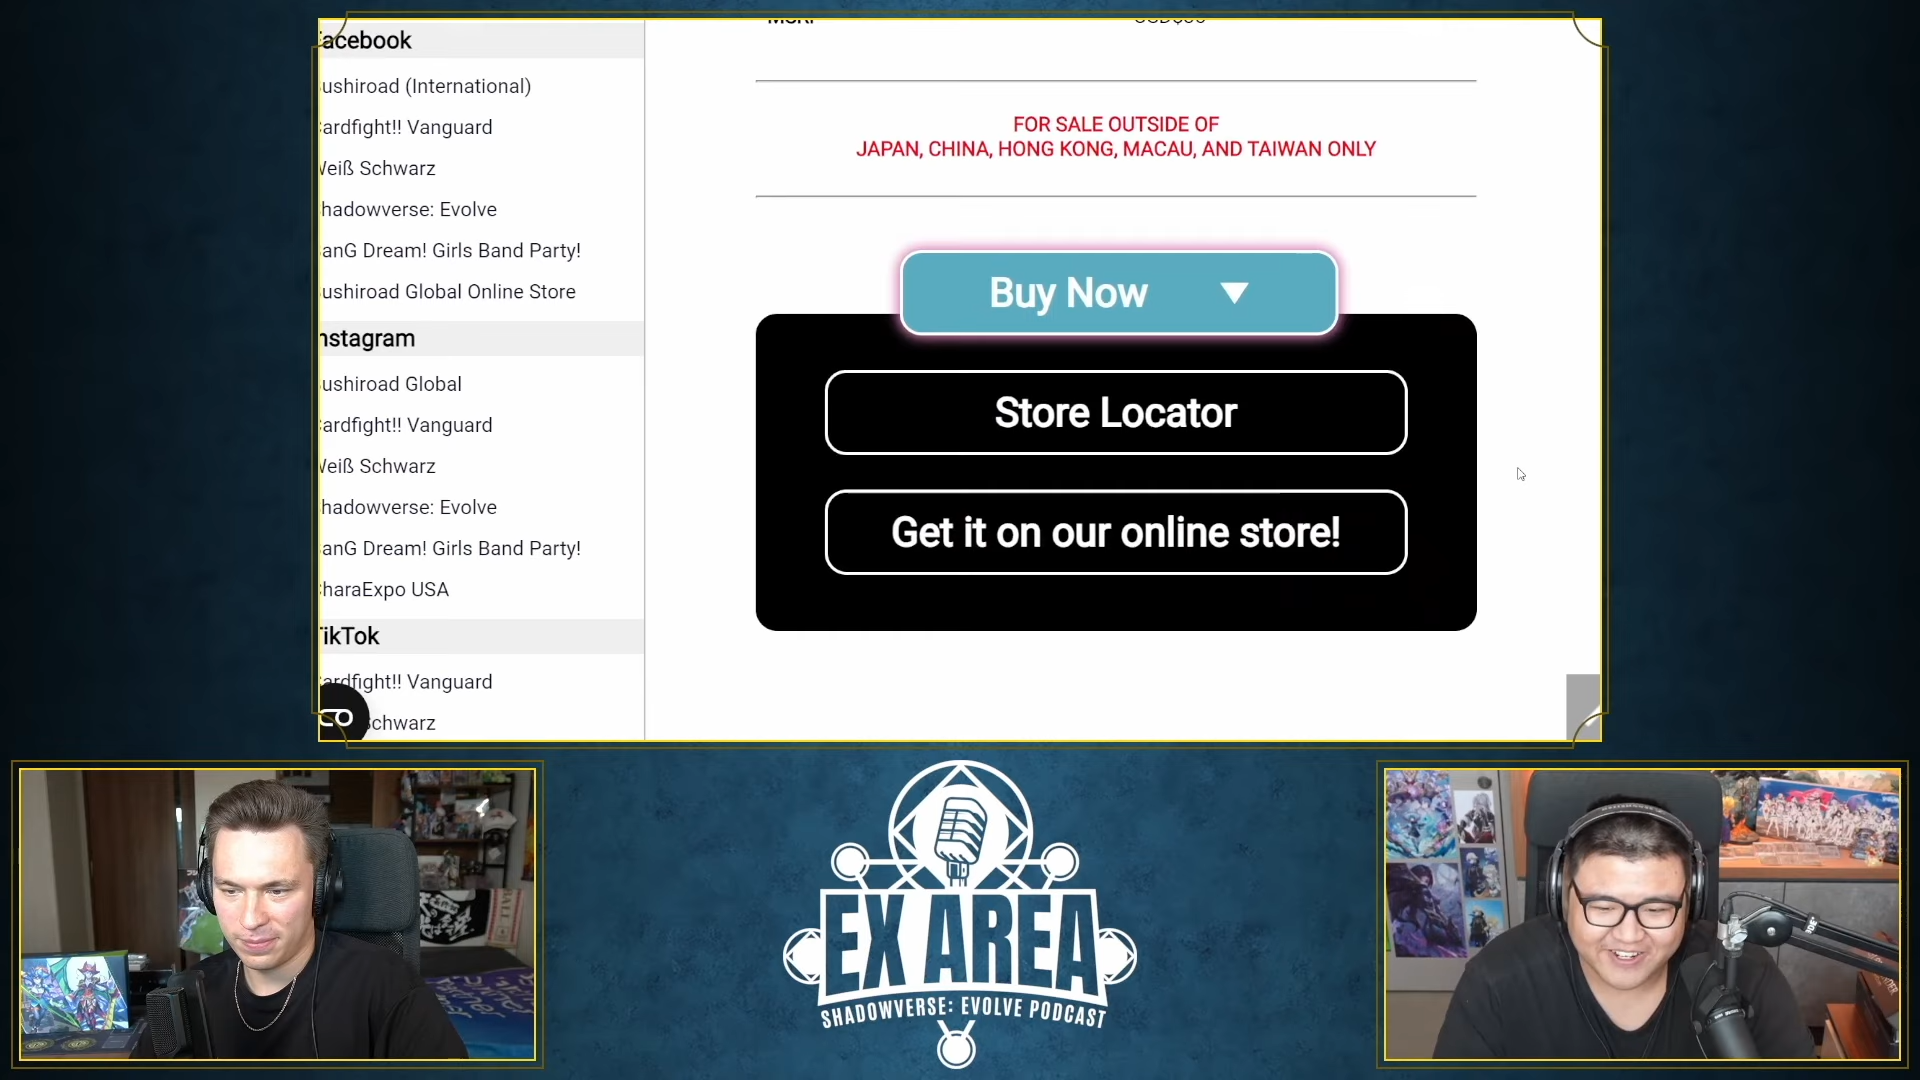 acebook
ushiroad (International)
ardfight!! Vanguard
eiß Schwarz
hadowverse: Evolve
anG Dream! Girls Band Party!
ushiroad Global Online Store
nstagram
ushiroad Global
ardfight!! Vanguard
eiß Schwarz
hadowverse: Evolve
anG Dream! Girls Band Party!
haraExpo USA
ikTok
ardfight!! Vanguard
chwarz
FOR SALE OUTSIDE OF
JAPAN, CHINA, HONG KONG, MACAU, AND TAIWAN ONLY
Buy Now
Store Locator
Get it on our online store!
EX AREA
SHADOWVERSE: EVOLVE PODCAST